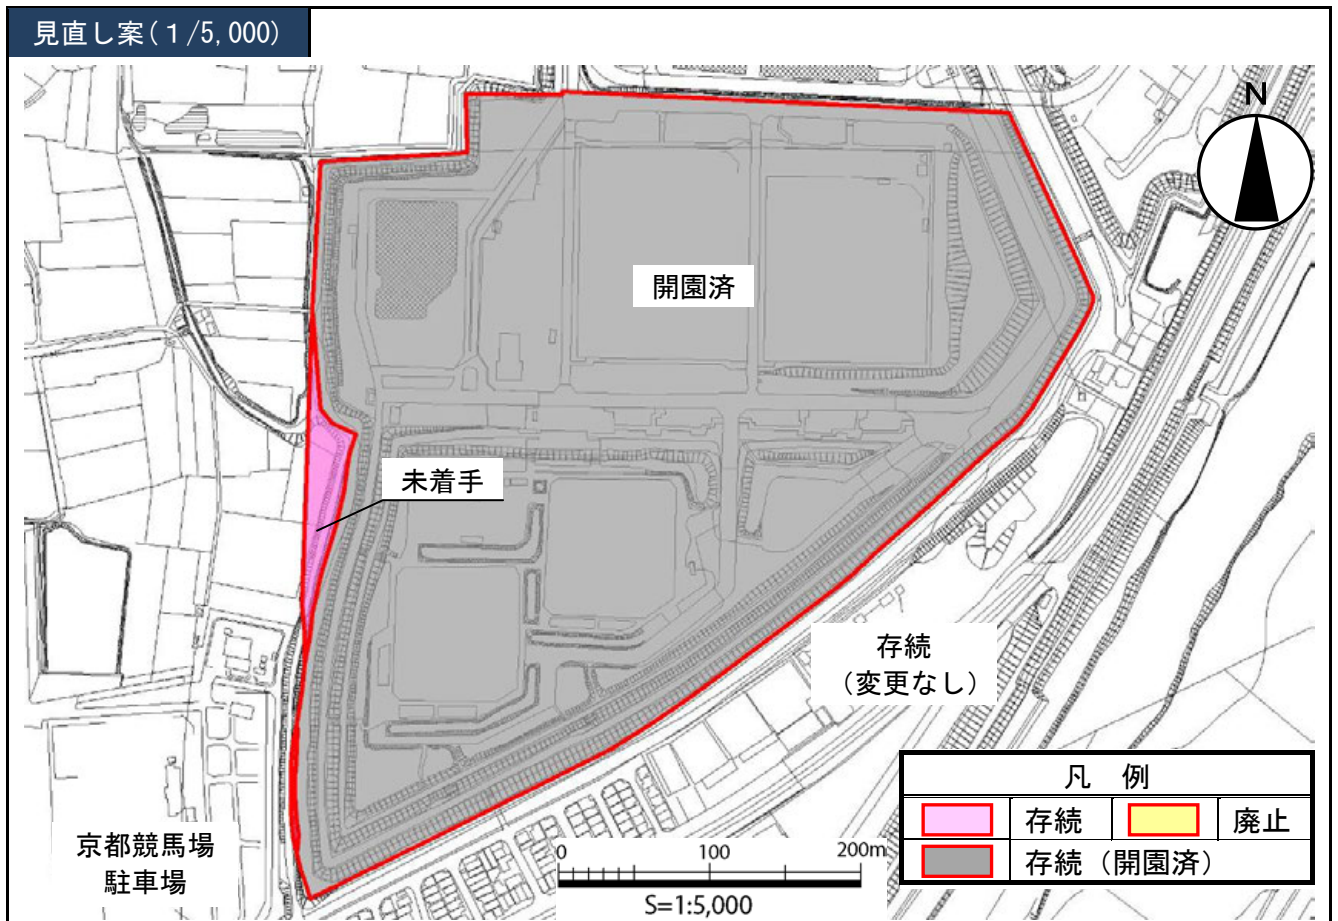 見直し案(１/5,000)
N
開園済
未着手
存続
（変更なし）
京都競馬場
駐車場
0 100 200m
S=1:5,000
凡 例
存続 廃止
存続（開園済）